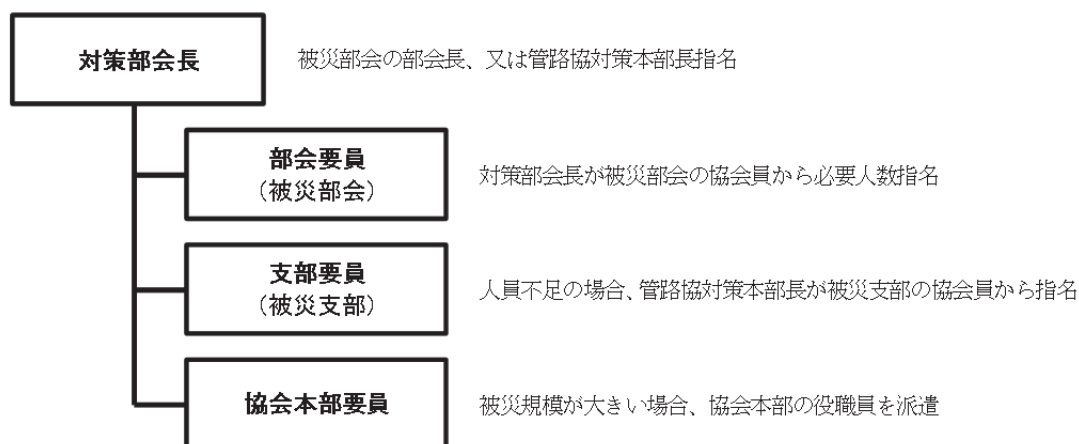 対策部会長
被災部会の部会長、又は管路協対策本部長指名
部会要員
（被災部会）
対策部会長が被災部会の協会員から必要人数指名
支部要員
（被災支部）
人員不足の場合、管路協対策本部長が被災支部の協会員から指名
協会本部要員
被災規模が大きい場合、協会本部の役職員を派遣